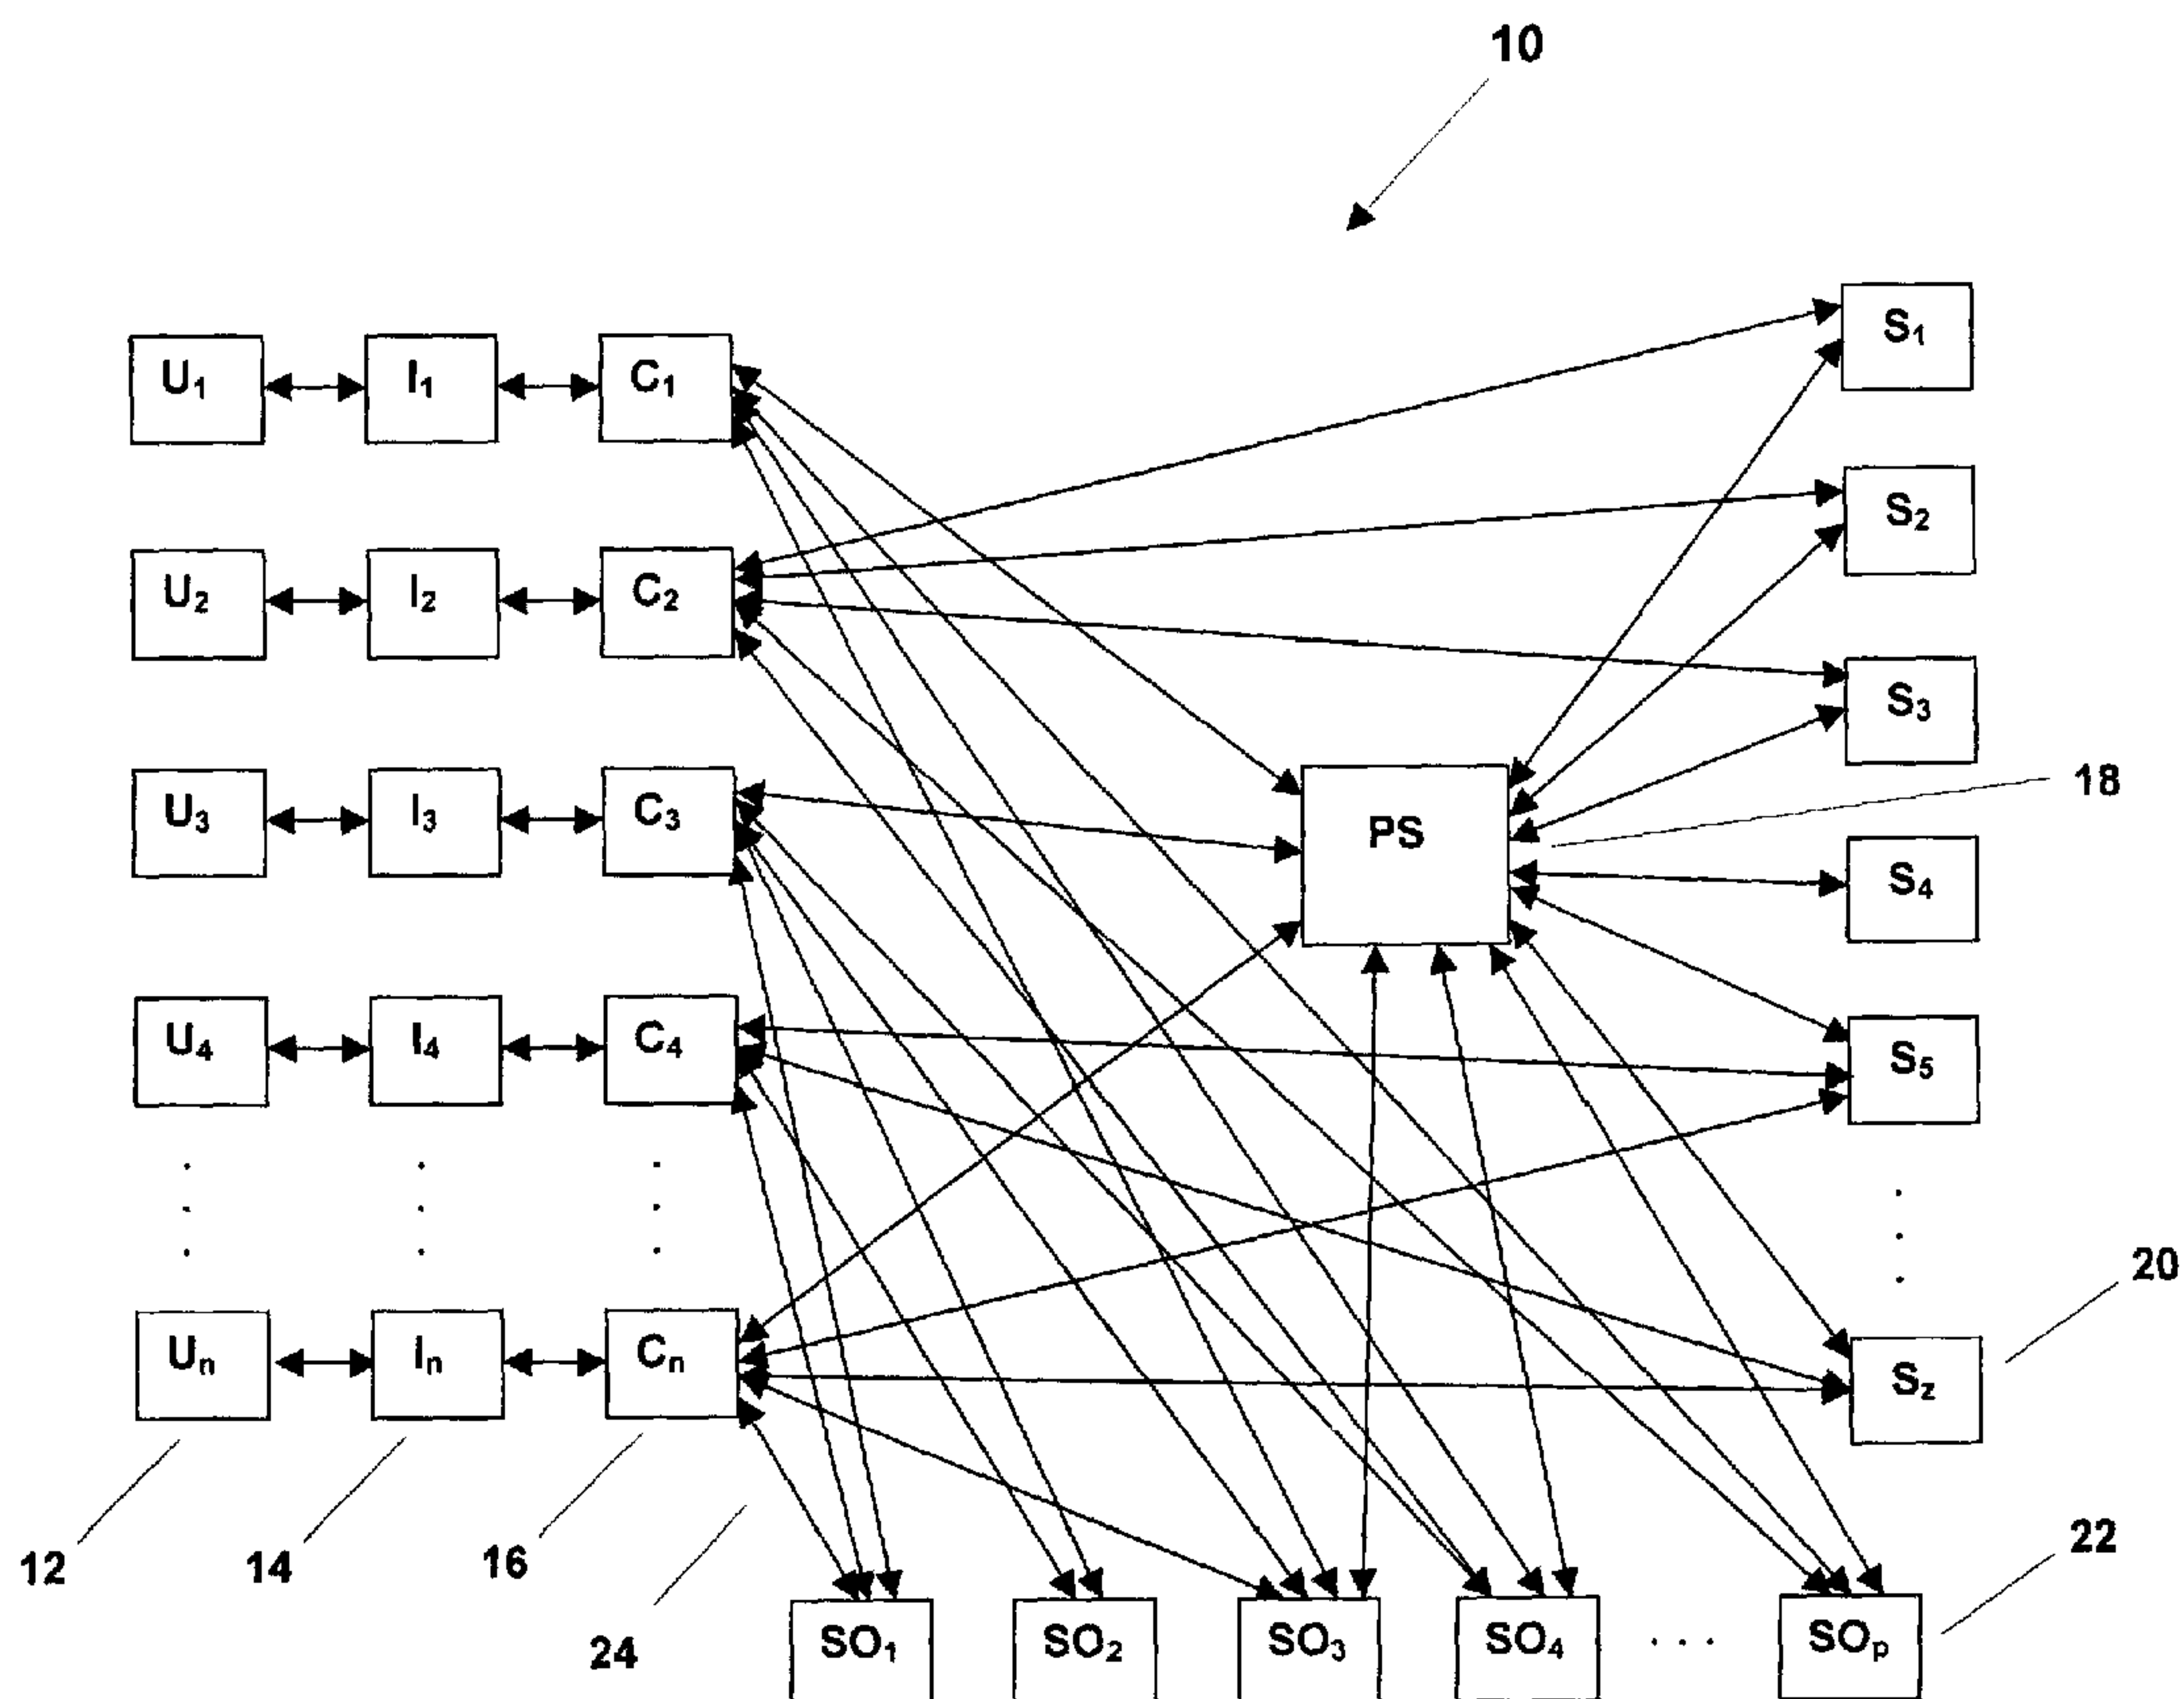 10
S₁
U₁ I₁ C₁
S₂
U₂ I₂ C₂
S₃
18
U₃ I₃ C₃ PS
S₄
U₄ I₄ C₄ S₅
. . . .
. . . .
. . . .
20
Uₙ Iₙ Cₙ S_z
22
12 14 16
24 SO₁ SO₂ SO₃ SO₄ . . . SOₚ